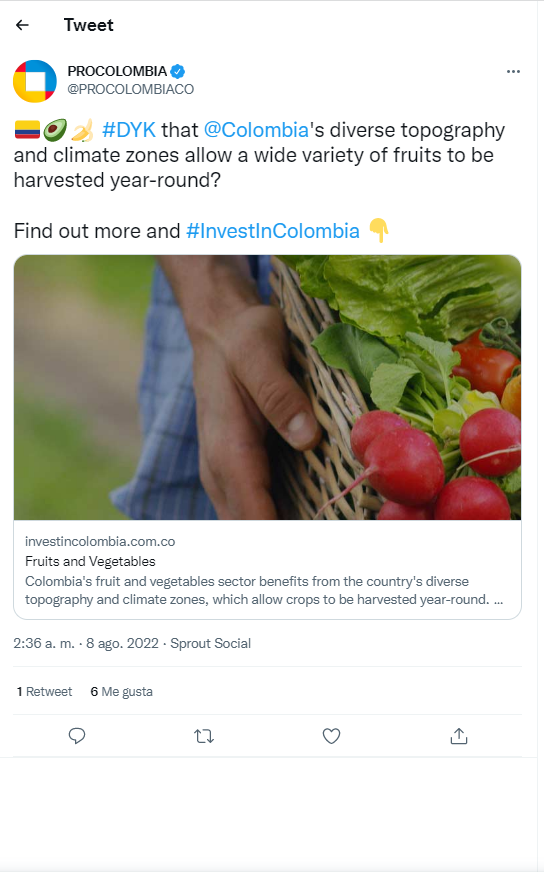 Tweet
PROCOLOMBIA
@PROCOLOMBIACO
#DYK that @Colombia's diverse topography
and climate zones allow a wide variety of fruits to be
harvested year-round?
Find out more and #InvestInColombia
investincolombia.com.co
Fruits and Vegetables
Colombia's fruit and vegetables sector benefits from the country's diverse
topography and climate zones, which allow crops to be harvested year-round. ...
2:36 a. m. · 8 ago. 2022 · Sprout Social
1 Retweet 6 Me gusta